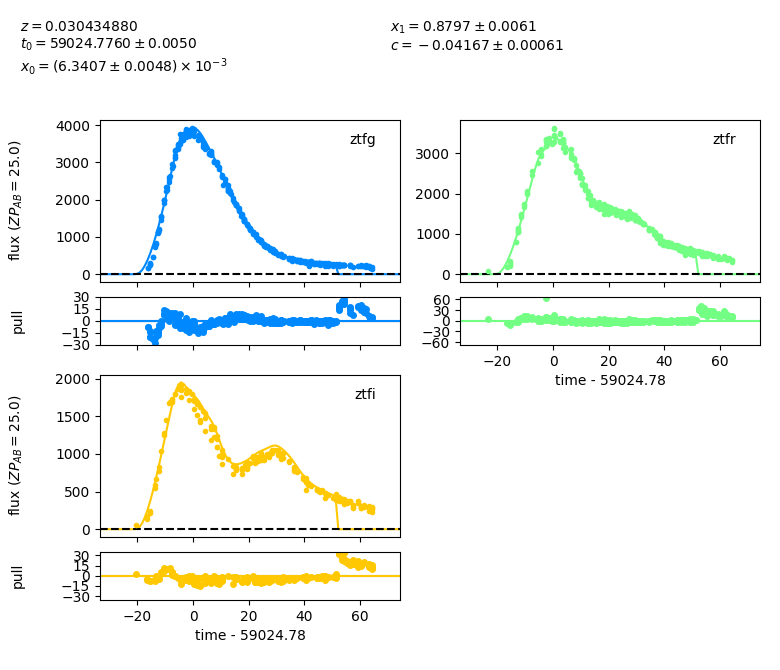 z = 0.030434880
t₀ = 59024.7760 ± 0.0050
x₀ = (6.3407 ± 0.0048) × 10⁻³
x₁ = 0.8797 ± 0.0061
c = −0.04167 ± 0.00061
flux (ZP_AB = 25.0)
4000
3000
2000
1000
0
ztfg
3000
2000
1000
0
ztfr
pull
30
15
0
−15
−30
60
30
0
−30
−60
−20
0
20
40
60
time - 59024.78
flux (ZP_AB = 25.0)
2000
1500
1000
500
0
ztfi
pull
30
15
0
−15
−30
−20
0
20
40
60
time - 59024.78